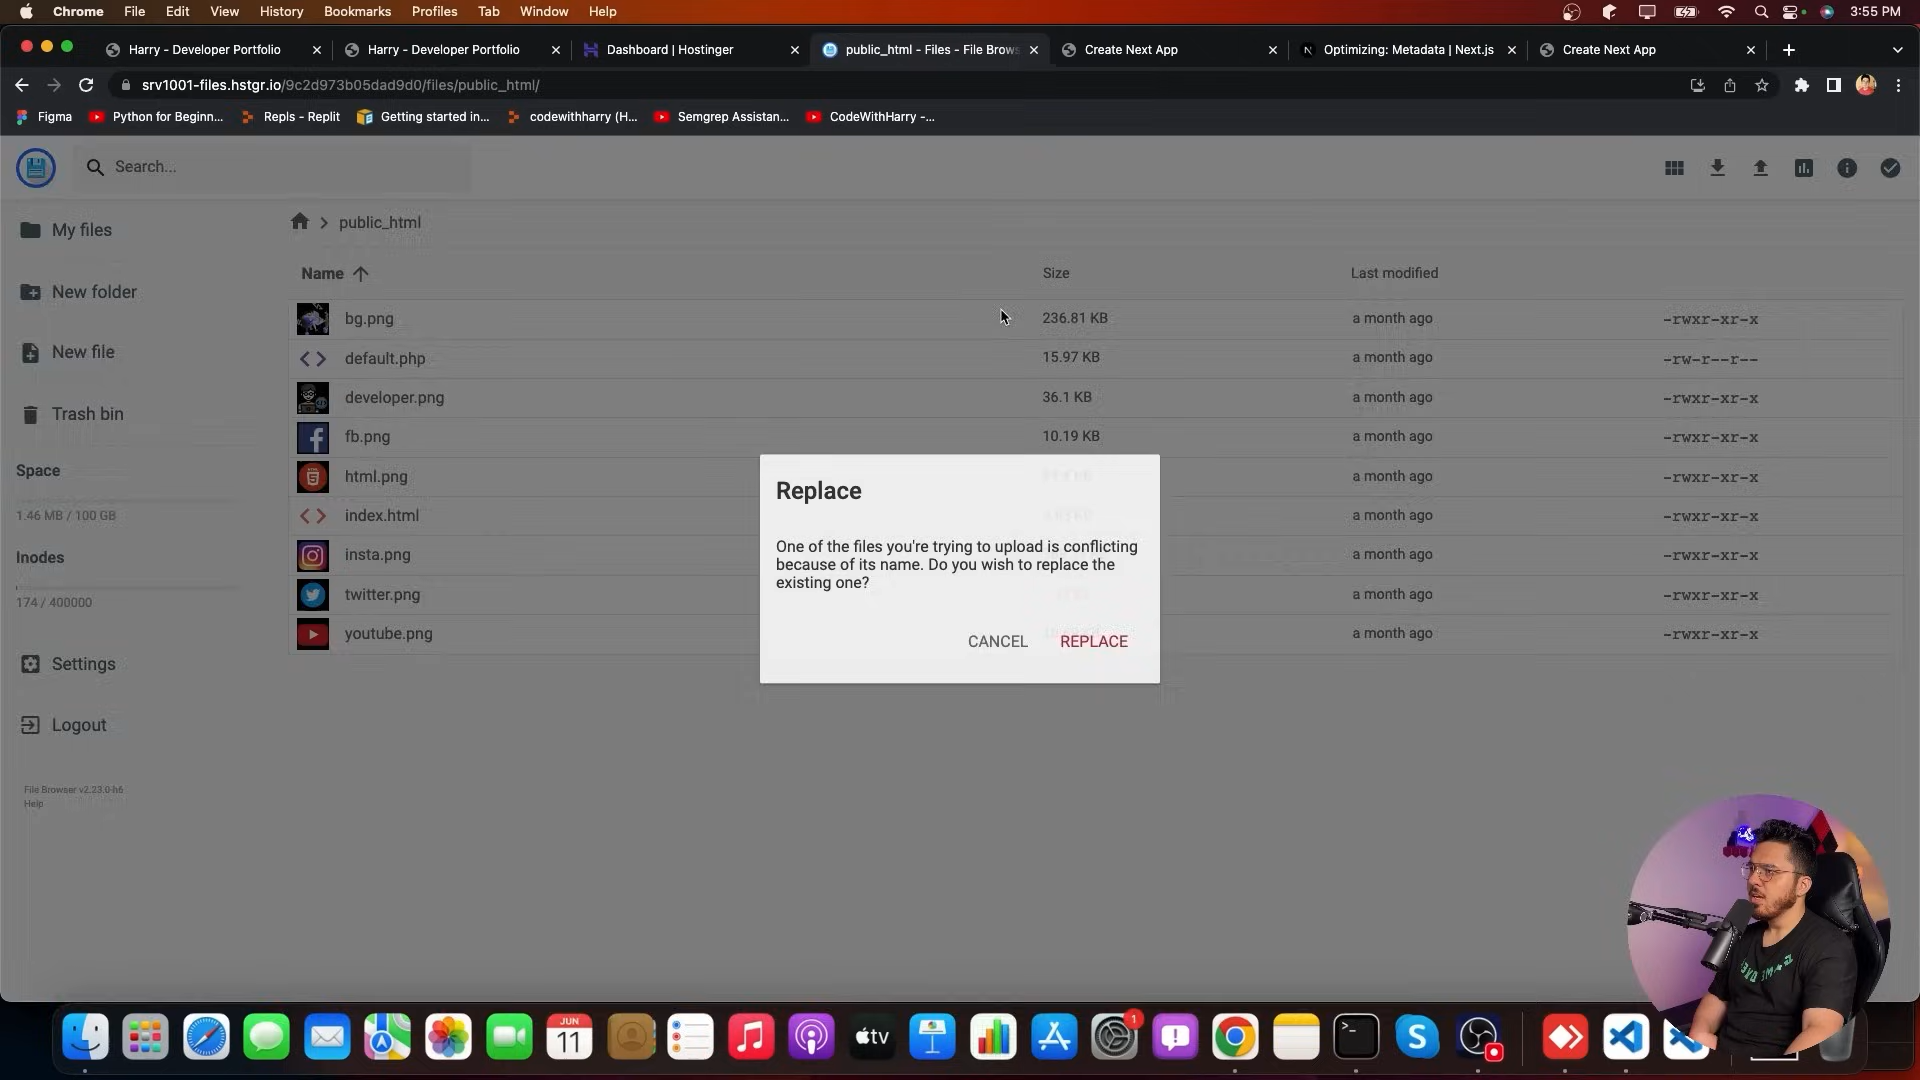 Chrome File Edit View History Bookmarks Profiles Tab Window Help 3:55 PM
Harry - Developer Portfolio Harry - Developer Portfolio Dashboard | Hostinger public_html - Files - File Brows Create Next App Optimizing: Metadata | Next.js Create Next App
srv1001-files.hstgr.io/9c2d973b05dad9d0/files/public_html/
Figma Python for Beginn... Repls - Replit Getting started in... codewithharry (H... Semgrep Assistan... CodeWithHarry -...
Search...
My files
New folder
New file
Trash bin
Space
1.46 MB / 100 GB
Inodes
174 / 400000
Settings
Logout
File Browser v2.23.0-h6
Help
public_html
Name Size Last modified
bg.png 236.81 KB a month ago -rwxr-xr-x
default.php 15.97 KB a month ago -rw-r--r--
developer.png 36.1 KB a month ago -rwxr-xr-x
fb.png 10.19 KB a month ago -rwxr-xr-x
html.png a month ago -rwxr-xr-x
index.html a month ago -rwxr-xr-x
insta.png a month ago -rwxr-xr-x
twitter.png a month ago -rwxr-xr-x
youtube.png a month ago -rwxr-xr-x
Replace
One of the files you're trying to upload is conflicting
because of its name. Do you wish to replace the
existing one?
CANCEL REPLACE
JUN
11
tv
1